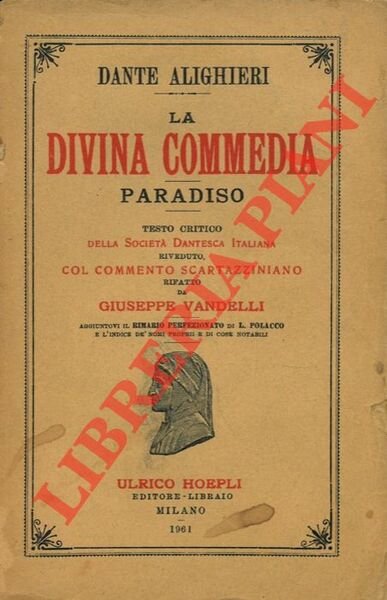 DANTE ALIGHIERI
LA
DIVINA COMMEDIA
PARADISO
TESTO CRITICO
DELLA SOCIETÀ DANTESCA ITALIANA
RIVEDUTO,
COL COMMENTO SCARTAZZINIANO
RIFATTO
DA
GIUSEPPE VANDELLI
AGGIUNTOVI IL RIMARIO PERFEZIONATO DI L. POLACCO
E L'INDICE DE' NOMI PROPRII E DI COSE NOTABILI
ULRICO HOEPLI
EDITORE-LIBRAIO
MILANO
1961
LIBRERIA PIANI